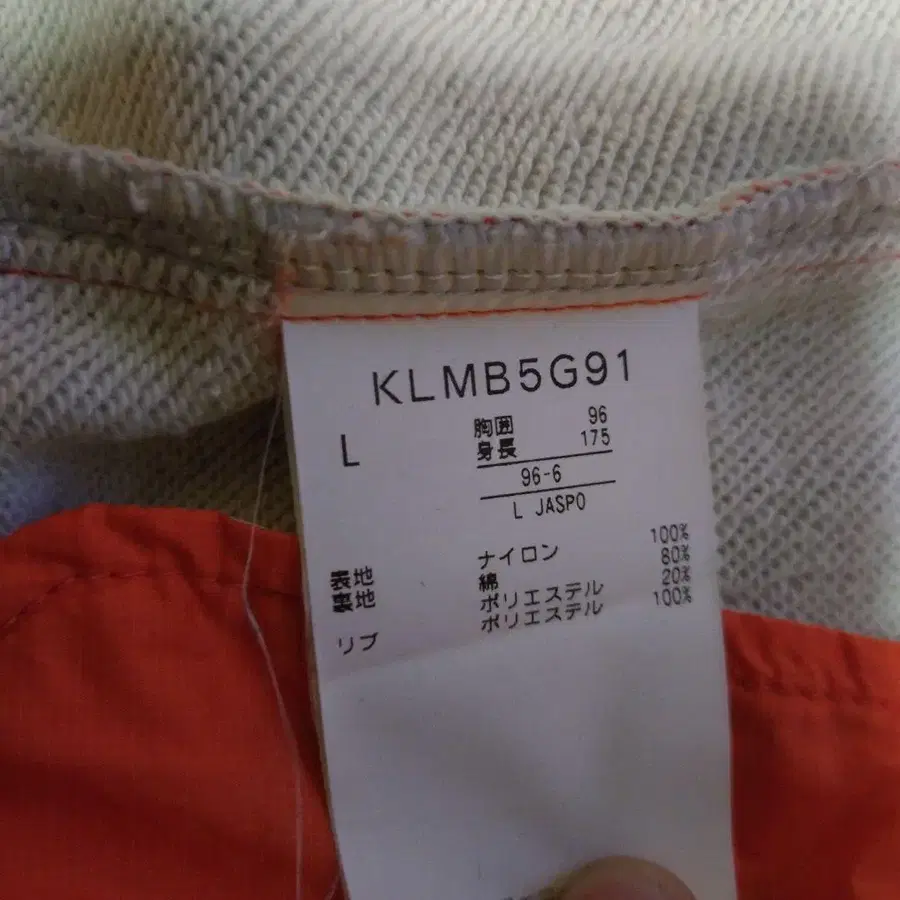 KLMB5G91
L
胸囲 96
身長 175
96-6
L JASPO
表地 ナイロン 100%
裏地 綿 80%
ポリエステル 20%
リブ ポリエステル 100%